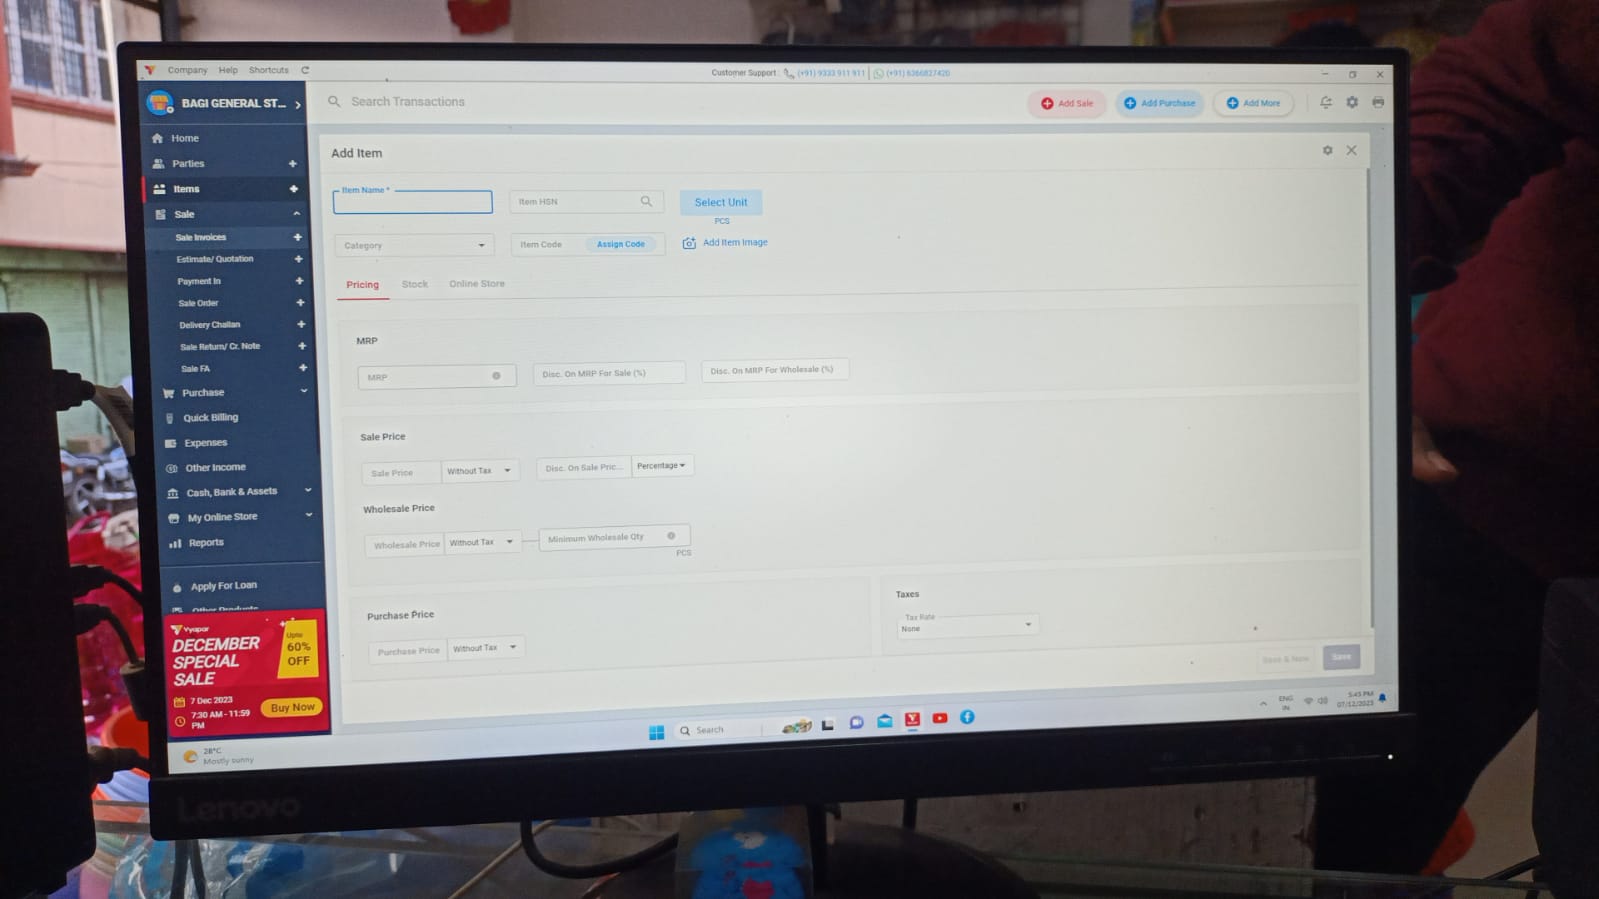 Company Help Shortcuts
Customer Support : (+91) 9333 911 911 | (+91) 6366827420
BAGI GENERAL ST...
Search Transactions
Add Sale
Add Purchase
Add More
Home
Parties
Items
Sale
Sale Invoices
Estimate/ Quotation
Payment In
Sale Order
Delivery Challan
Sale Return/ Cr. Note
Sale FA
Purchase
Quick Billing
Expenses
Other Income
Cash, Bank & Assets
My Online Store
Reports
Apply For Loan
Other Products
Vyapar
DECEMBER
SPECIAL
SALE
Upto
60%
OFF
7 Dec 2023
7:30 AM - 11:59
PM
Buy Now
Add Item
Item Name *
Item HSN
Select Unit
PCS
Category
Item Code
Assign Code
Add Item Image
Pricing
Stock
Online Store
MRP
MRP
Disc. On MRP For Sale (%)
Disc. On MRP For Wholesale (%)
Sale Price
Sale Price
Without Tax
Disc. On Sale Pric...
Percentage
Wholesale Price
Wholesale Price
Without Tax
Minimum Wholesale Qty
PCS
Purchase Price
Purchase Price
Without Tax
Taxes
Tax Rate
None
Save & New
Save
28°C
Mostly sunny
Search
ENG
IN
5:45 PM
07/12/2023
Lenovo